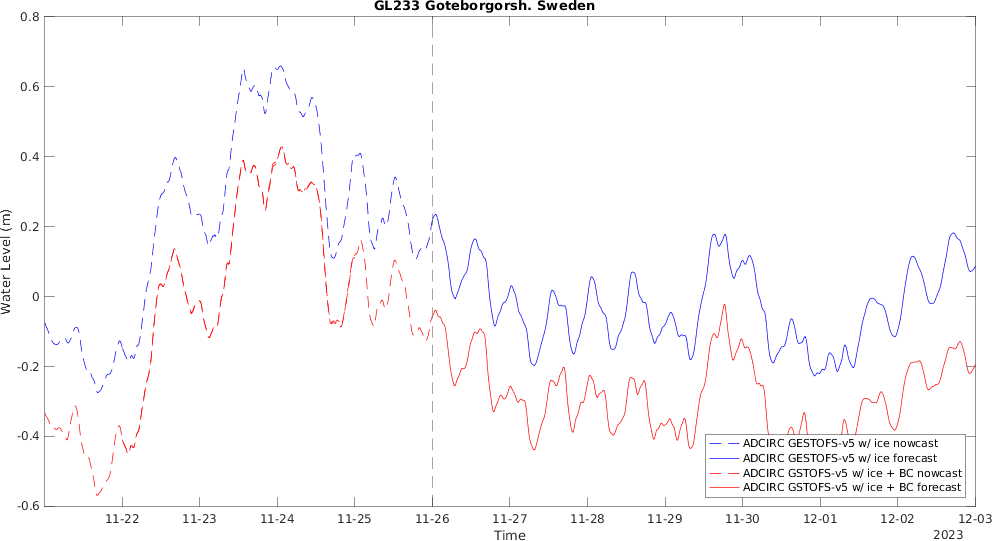 GL233 Goteborgorsh. Sweden
Water Level (m)
0.8
0.6
0.4
0.2
0
-0.2
-0.4
-0.6
ADCIRC GESTOFS-v5 w/ ice nowcast
ADCIRC GESTOFS-v5 w/ ice forecast
ADCIRC GSTOFS-v5 w/ ice + BC nowcast
ADCIRC GSTOFS-v5 w/ ice + BC forecast
11-22 11-23 11-24 11-25 11-26 11-27 11-28 11-29 11-30 12-01 12-02 12-03
Time
2023